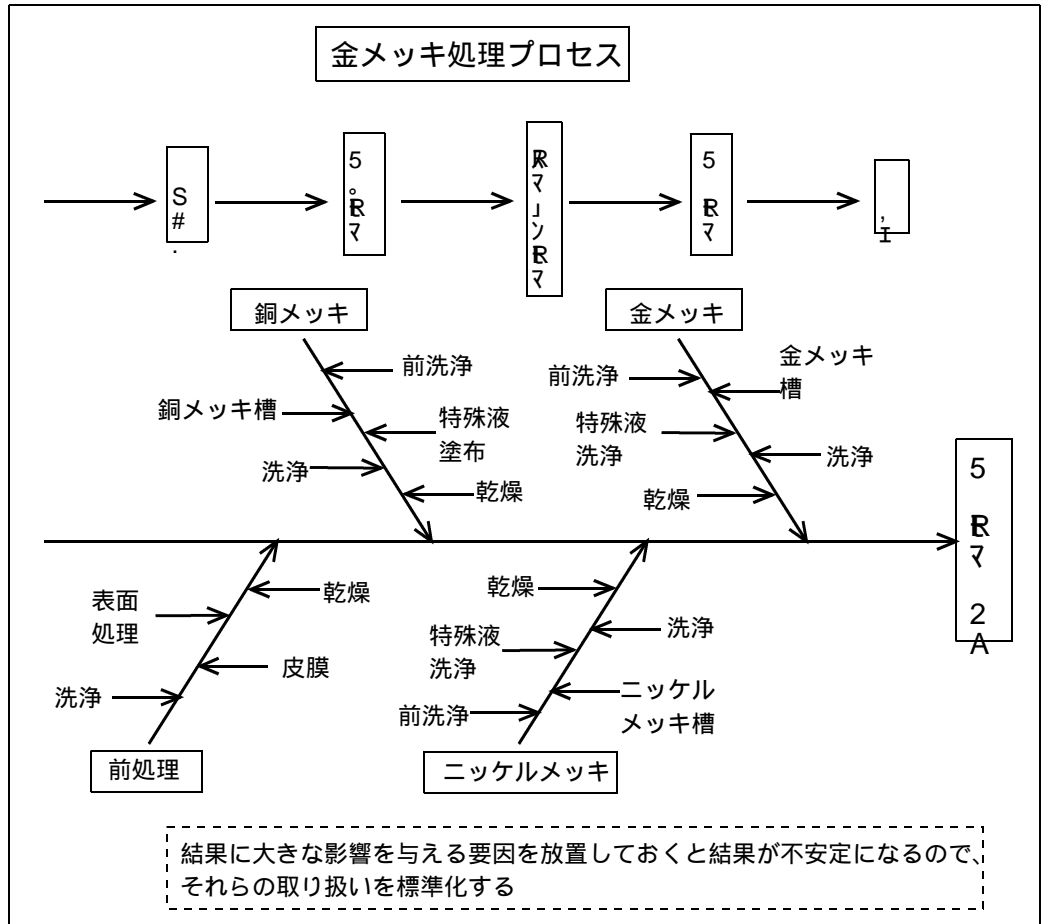 金メッキ処理プロセス
銅メッキ
金メッキ
前洗浄
銅メッキ槽
特殊液
塗布
洗浄
乾燥
前洗浄
金メッキ
槽
特殊液
洗浄
洗浄
乾燥
表面
処理
乾燥
皮膜
洗浄
前処理
乾燥
特殊液
洗浄
洗浄
前洗浄
ニッケル
メッキ槽
ニッケルメッキ
結果に大きな影響を与える要因を放置しておくと結果が不安定になるので、
それらの取り扱いを標準化する